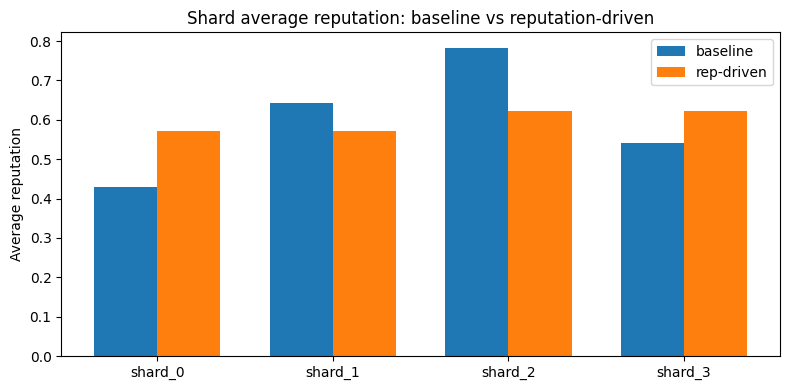 Shard average reputation: baseline vs reputation-driven
baseline
rep-driven
Average reputation
0.8
0.7
0.6
0.5
0.4
0.3
0.2
0.1
0.0
shard_0 shard_1 shard_2 shard_3